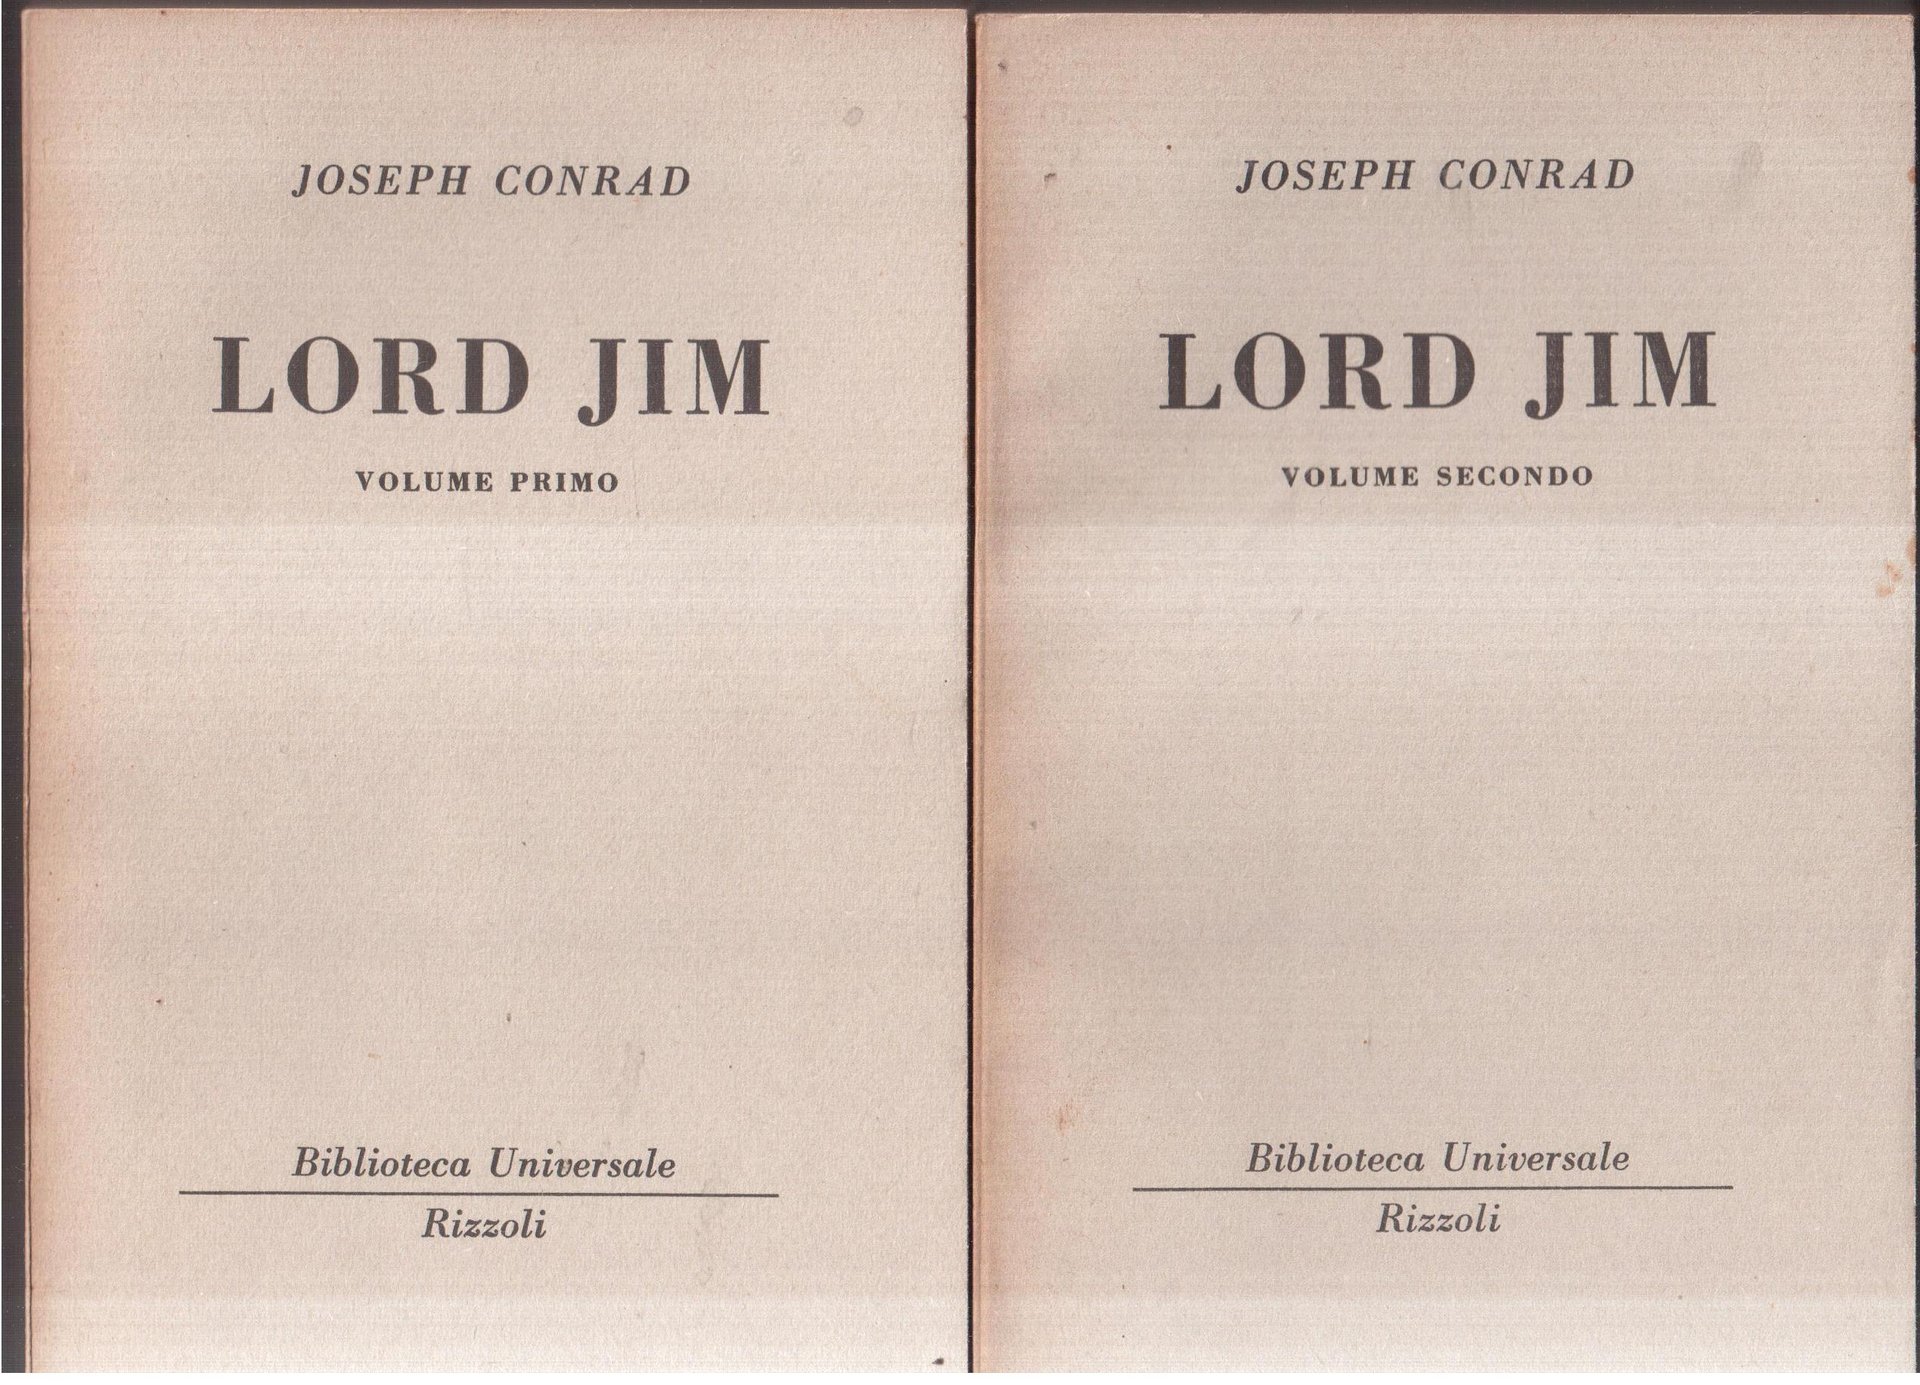 JOSEPH CONRAD
LORD JIM
VOLUME PRIMO
Biblioteca Universale
Rizzoli
JOSEPH CONRAD
LORD JIM
VOLUME SECONDO
Biblioteca Universale
Rizzoli